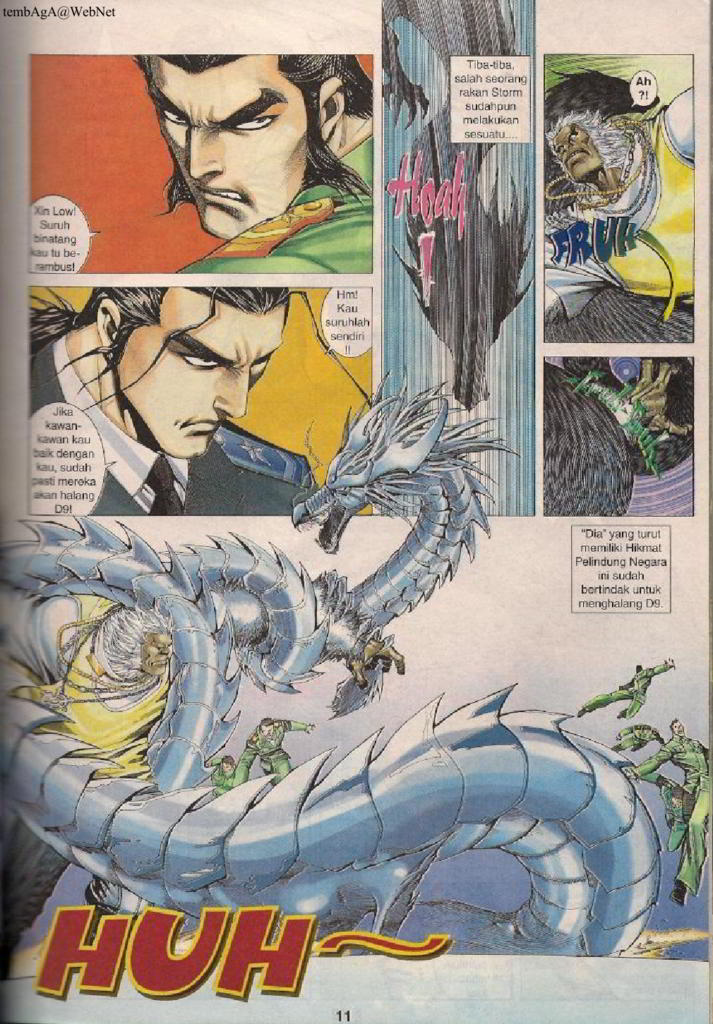 tembAgA@WebNet
Xin Low!
Suruh
binatang
kau tu be-
rambus!
Hm!
Kau
suruhlah
sendiri
!!
Jika
kawan-
kawan kau
baik dengan
kau, sudah
pasti mereka
akan halang
D9!
Tiba-tiba,
salah seorang
rakan Storm
sudahpun
melakukan
sesuatu....
Hoah
!
Ah
?!
FRUH
"Dia" yang turut
memiliki Hikmat
Pelindung Negara
ini sudah
bertindak untuk
menghalang D9.
HUH~
11